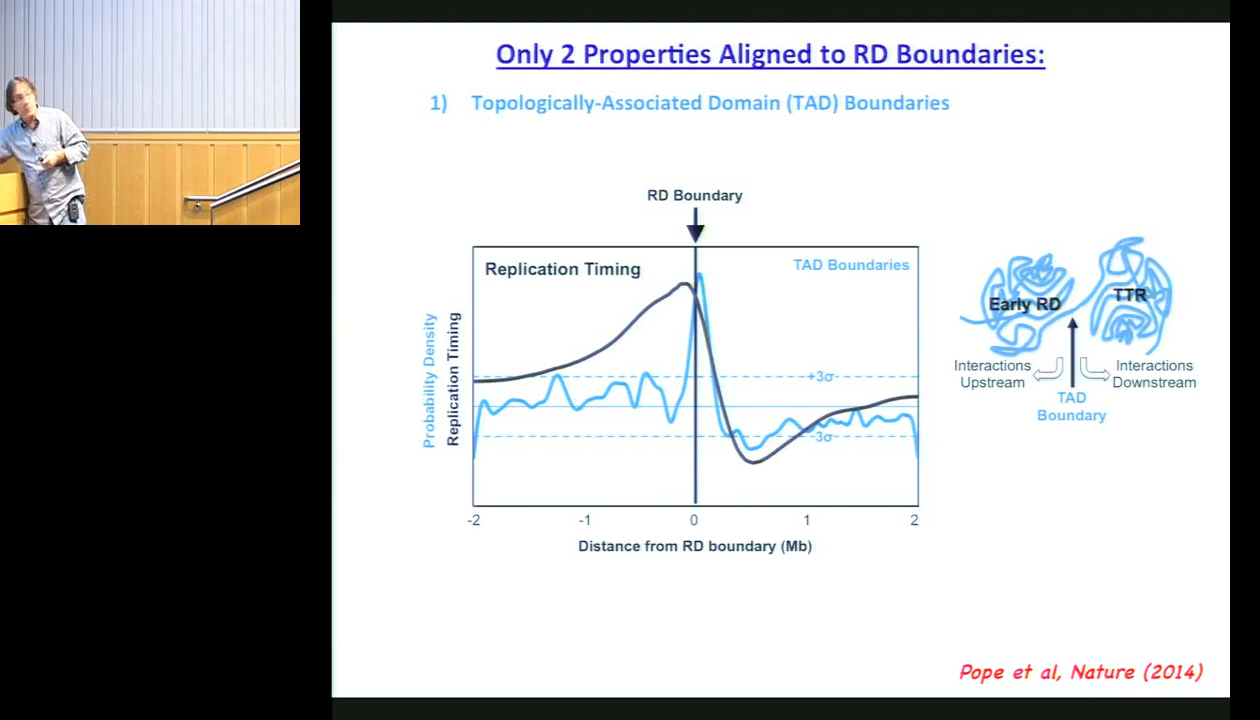 Only 2 Properties Aligned to RD Boundaries:
1) Topologically-Associated Domain (TAD) Boundaries
RD Boundary
Replication Timing
TAD Boundaries
Probability Density
Replication Timing
+3σ
-3σ
-2 -1 0 1 2
Distance from RD boundary (Mb)
Early RD
TTR
Interactions
Upstream
Interactions
Downstream
TAD
Boundary
Pope et al, Nature (2014)